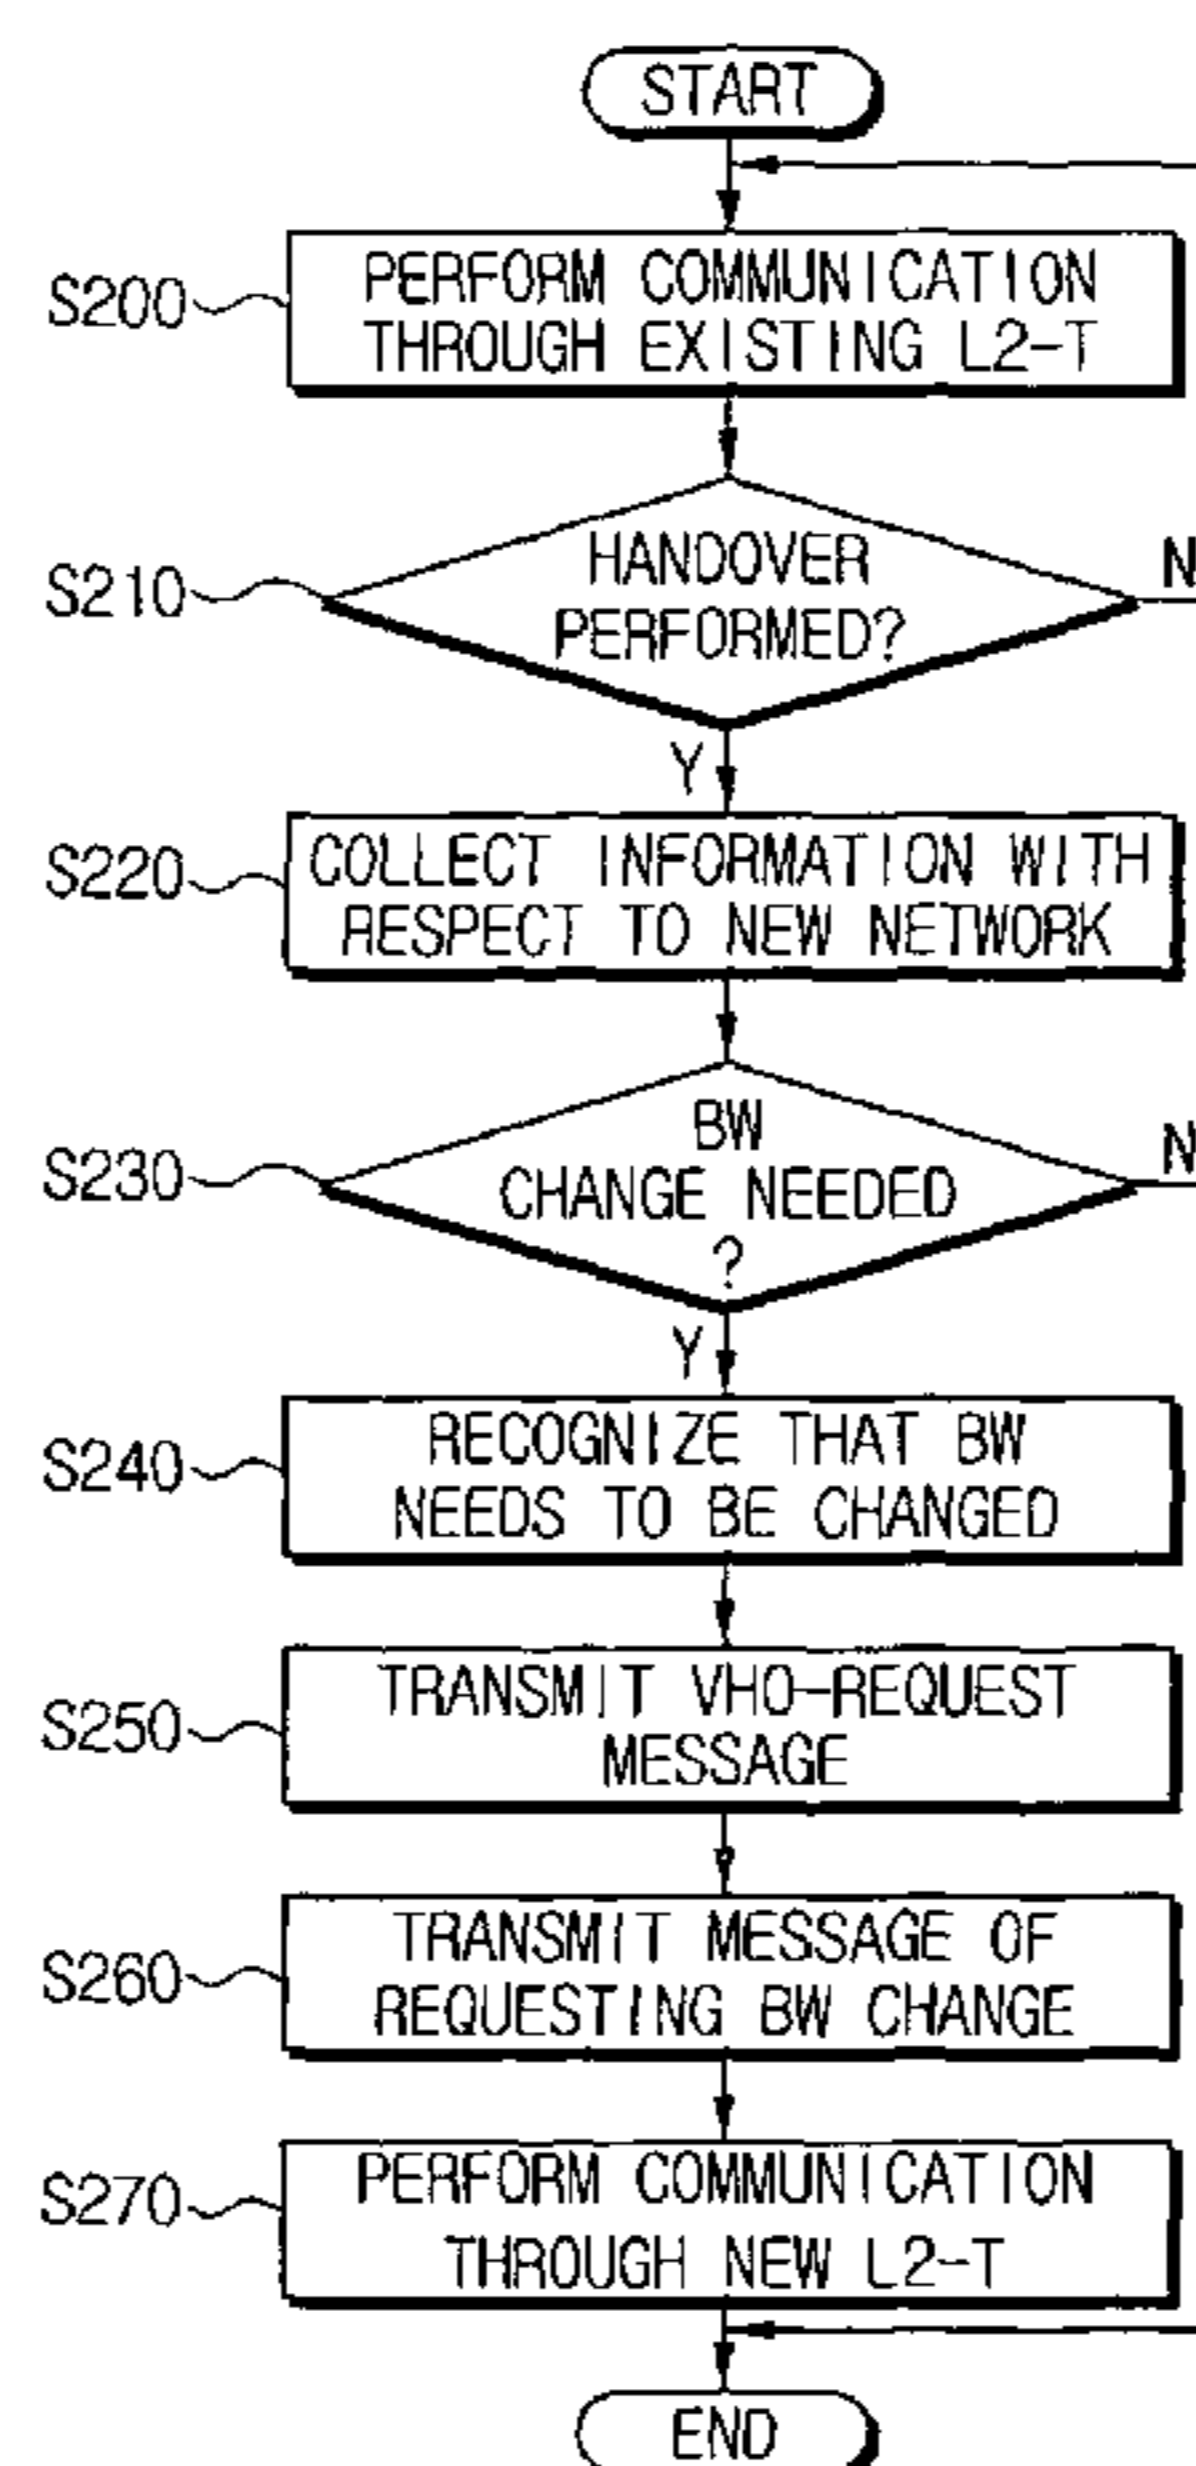 START
S200
PERFORM COMMUNICATION
THROUGH EXISTING L2-T
S210
HANDOVER
PERFORMED?
N
Y
S220
COLLECT INFORMATION WITH
RESPECT TO NEW NETWORK
S230
BW
CHANGE NEEDED
?
N
Y
S240
RECOGNIZE THAT BW
NEEDS TO BE CHANGED
S250
TRANSMIT VHO-REQUEST
MESSAGE
S260
TRANSMIT MESSAGE OF
REQUESTING BW CHANGE
S270
PERFORM COMMUNICATION
THROUGH NEW L2-T
END